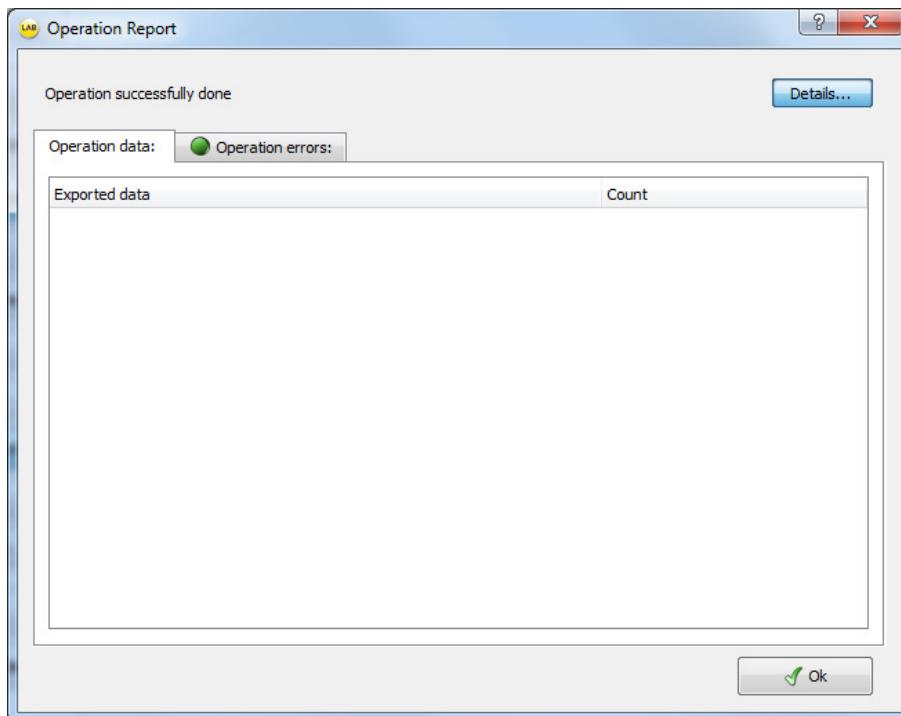 LAB Operation Report
Operation successfully done
Details...
Operation data:
Operation errors:
Exported data
Count
Ok